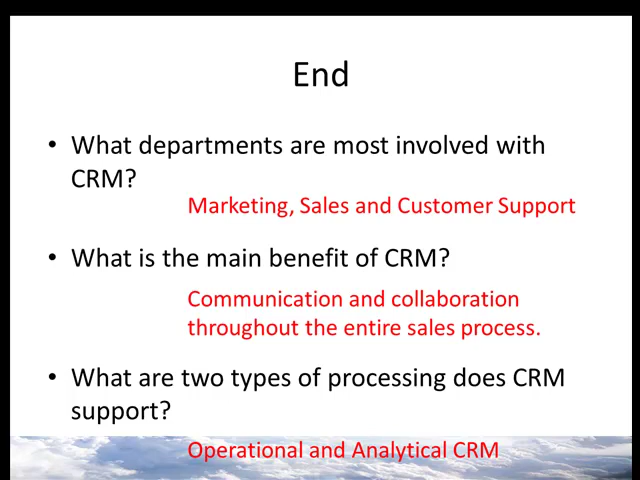 End
• What departments are most involved with
CRM?
Marketing, Sales and Customer Support
• What is the main benefit of CRM?
Communication and collaboration
throughout the entire sales process.
• What are two types of processing does CRM
support?
Operational and Analytical CRM